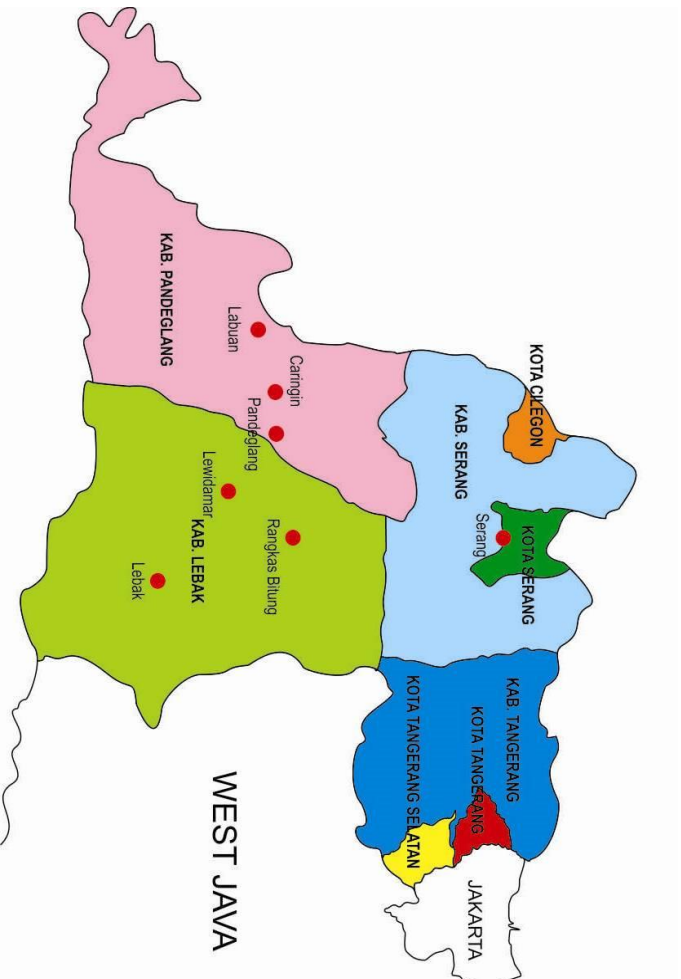 KOTA CILEGON
KAB. SERANG
KOTA SERANG
Serang
KAB. TANGERANG
KOTA TANGERANG
KOTA TANGERANG SELATAN
JAKARTA
KAB. PANDEGLANG
Labuan
Caringin
Pandeglang
Lewidamar
Rangkas Bitung
KAB. LEBAK
Lebak
WEST JAVA